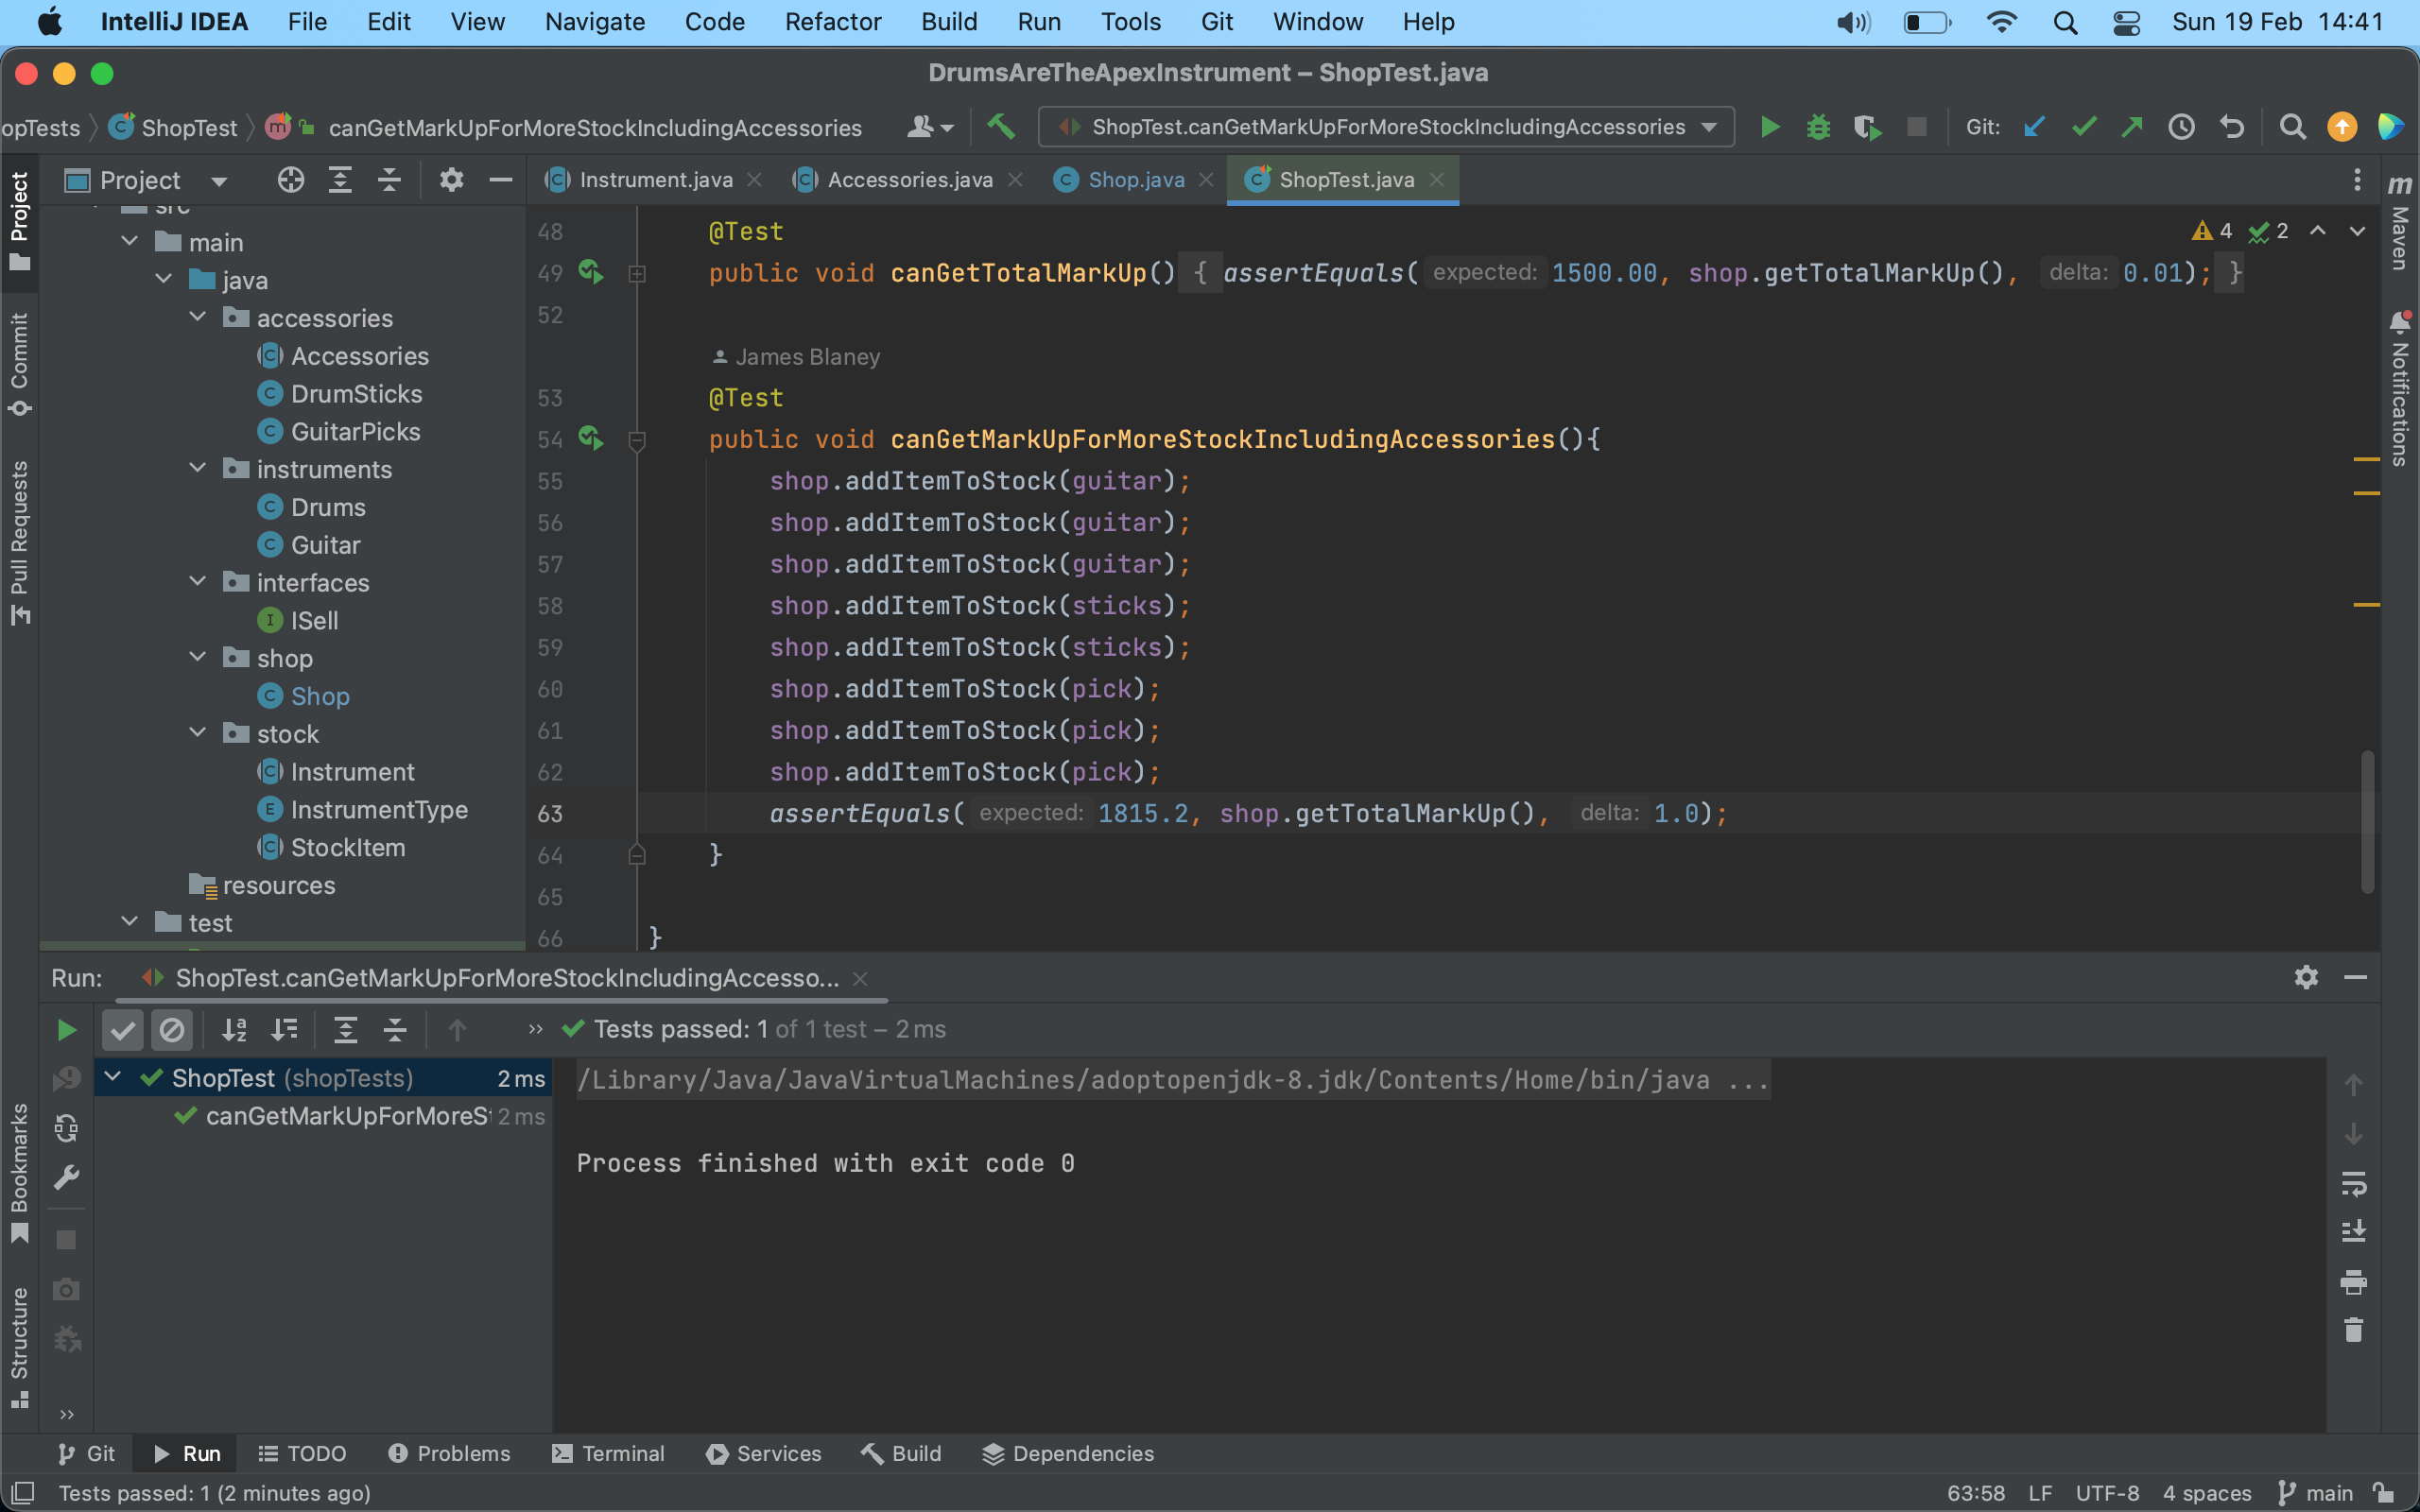 IntelliJ IDEA File Edit View Navigate Code Refactor Build Run Tools Git Window Help Sun 19 Feb 14:41
DrumsAreTheApexInstrument – ShopTest.java
opTests ShopTest m canGetMarkUpForMoreStockIncludingAccessories ShopTest.canGetMarkUpForMoreStockIncludingAccessories Git:
Project
Commit
Pull Requests
Bookmarks
Structure
Project
src
main
java
accessories
C Accessories
C DrumSticks
C GuitarPicks
instruments
C Drums
C Guitar
interfaces
I ISell
shop
C Shop
stock
C Instrument
E InstrumentType
C StockItem
resources
test
C Instrument.java C Accessories.java C Shop.java C ShopTest.java
4 2
48 @Test
49 public void canGetTotalMarkUp() { assertEquals( expected: 1500.00, shop.getTotalMarkUp(), delta: 0.01); }
52
James Blaney
53 @Test
54 public void canGetMarkUpForMoreStockIncludingAccessories(){
55 shop.addItemToStock(guitar);
56 shop.addItemToStock(guitar);
57 shop.addItemToStock(guitar);
58 shop.addItemToStock(sticks);
59 shop.addItemToStock(sticks);
60 shop.addItemToStock(pick);
61 shop.addItemToStock(pick);
62 shop.addItemToStock(pick);
63 assertEquals( expected: 1815.2, shop.getTotalMarkUp(), delta: 1.0);
64 }
65
66 }
m Maven
Notifications
Run: ShopTest.canGetMarkUpForMoreStockIncludingAccesso...
» Tests passed: 1 of 1 test – 2 ms
ShopTest (shopTests) 2 ms
canGetMarkUpForMoreSt 2 ms
/Library/Java/JavaVirtualMachines/adoptopenjdk-8.jdk/Contents/Home/bin/java ...
Process finished with exit code 0
»
Git Run TODO Problems Terminal Services Build Dependencies
Tests passed: 1 (2 minutes ago) 63:58 LF UTF-8 4 spaces main